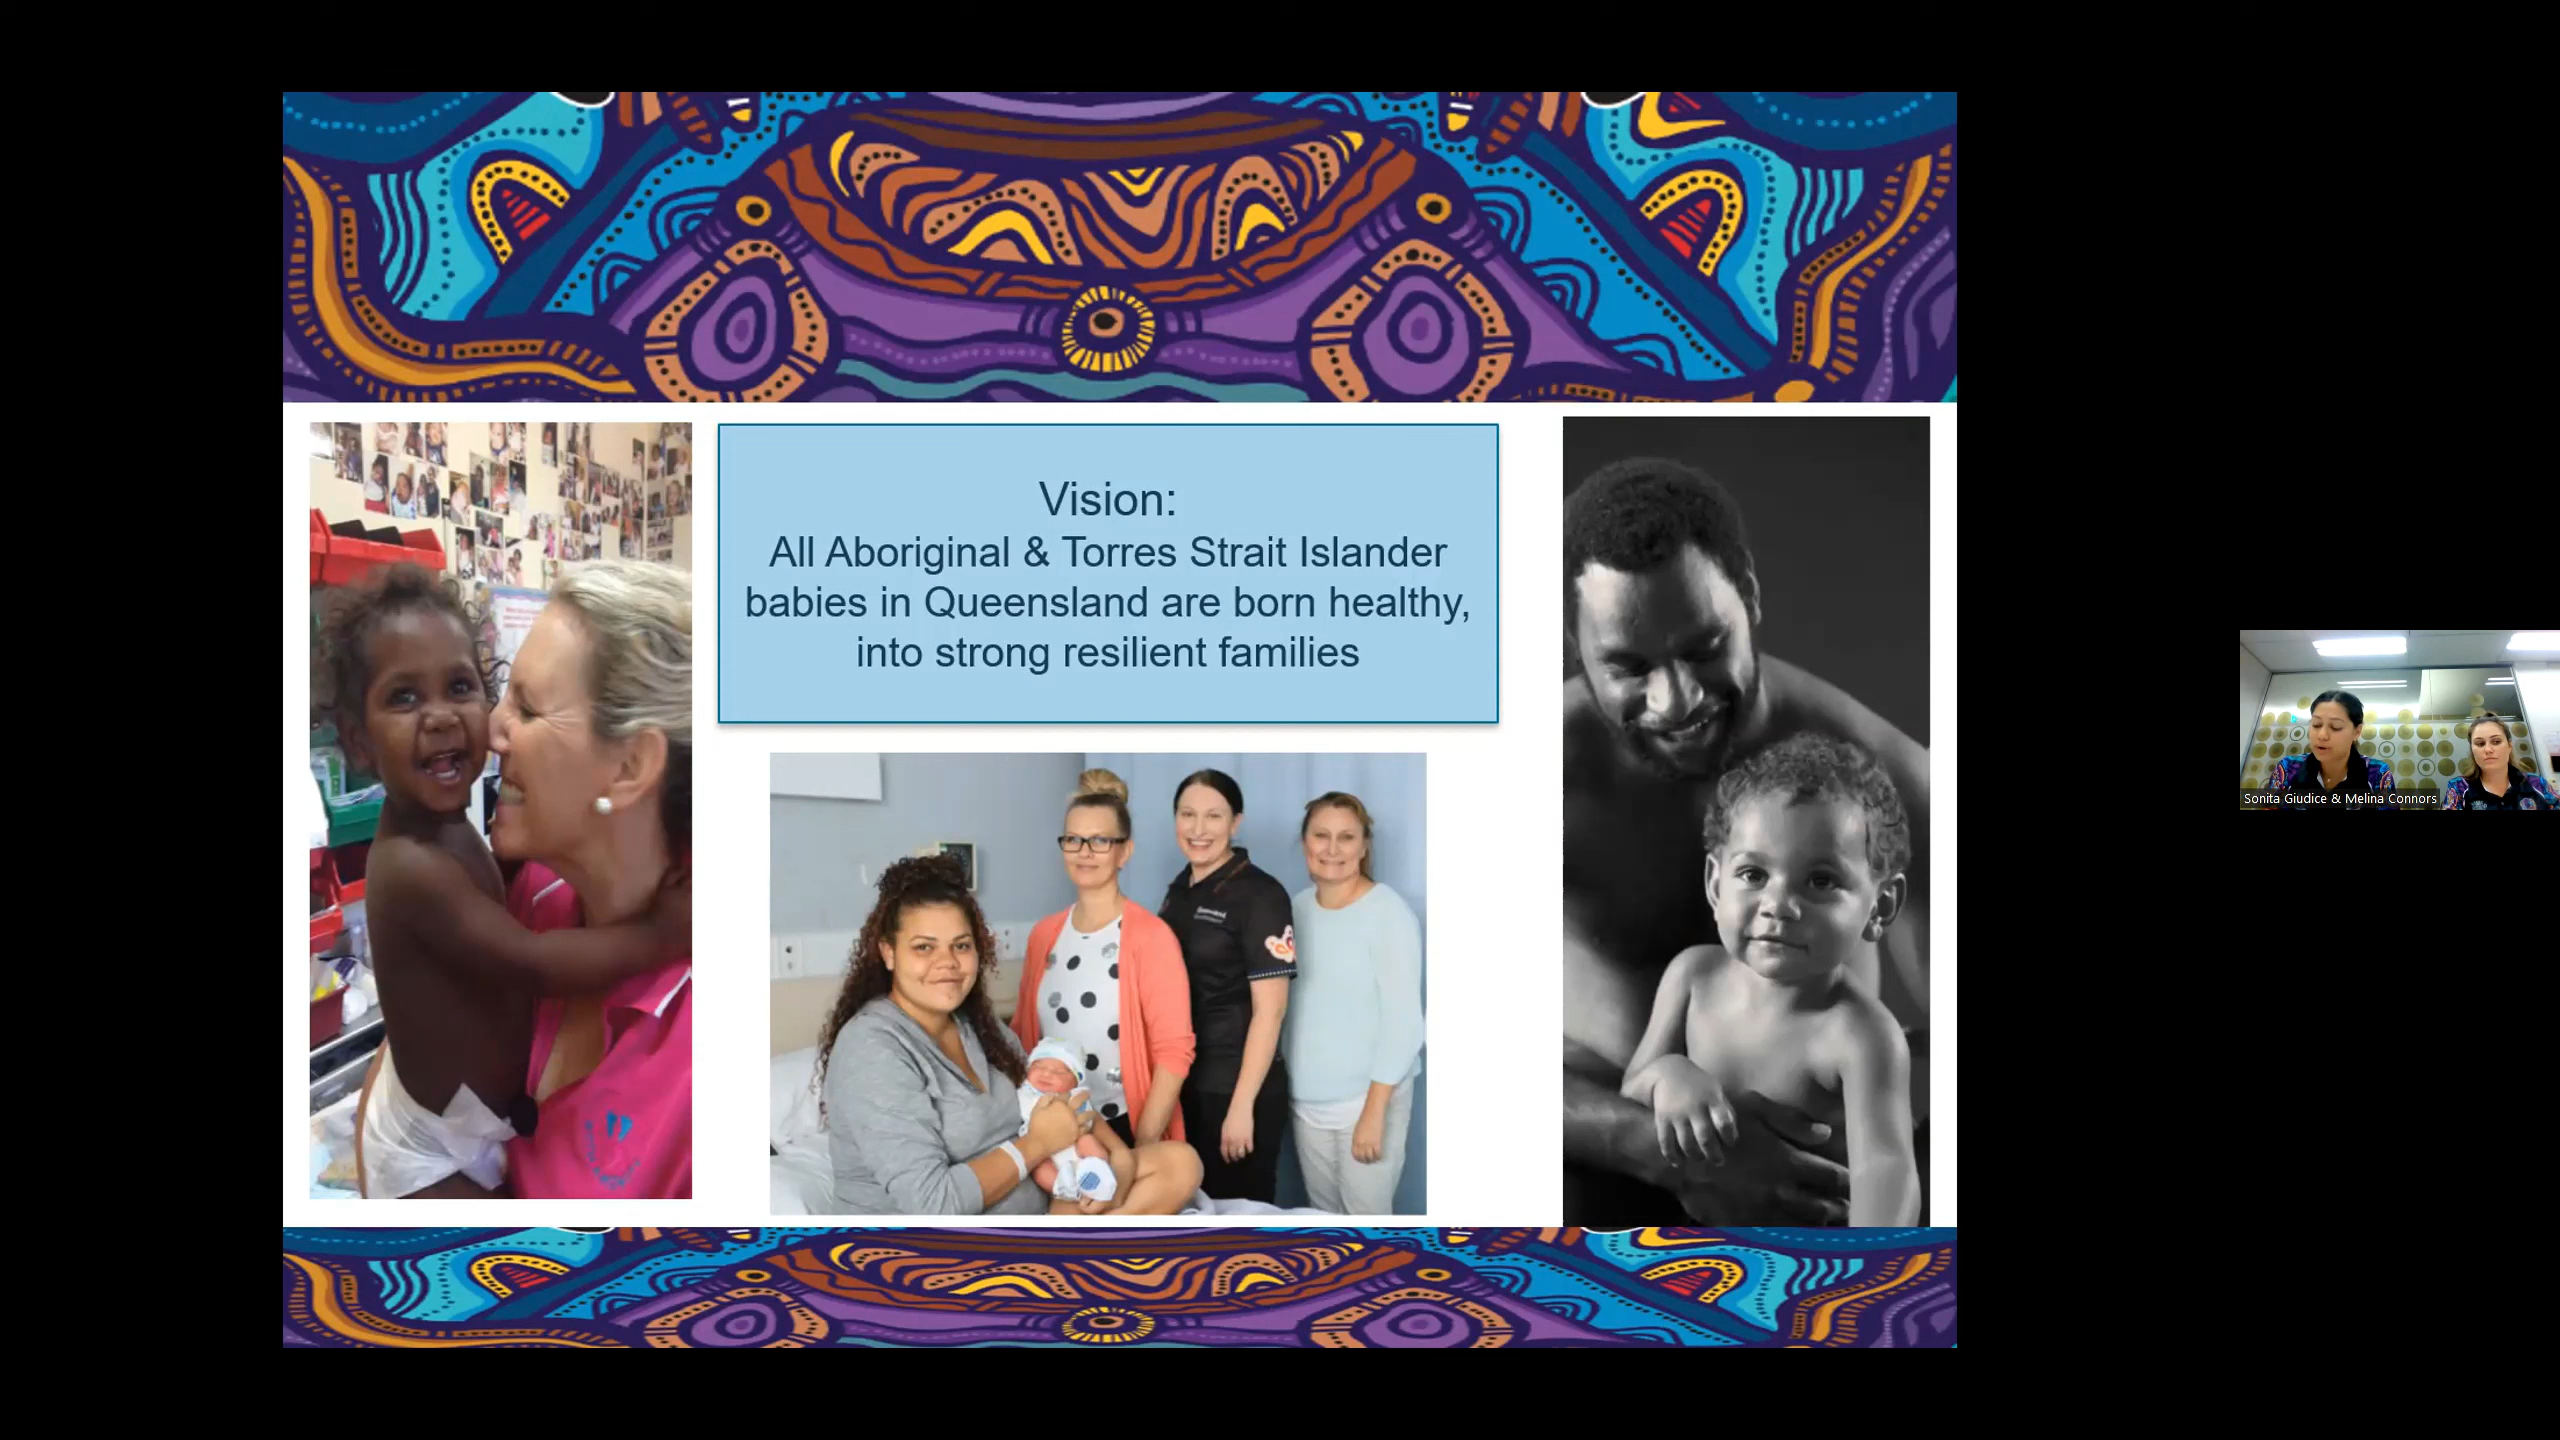 Vision:
All Aboriginal & Torres Strait Islander
babies in Queensland are born healthy,
into strong resilient families
Sonita Giudice & Melina Connors